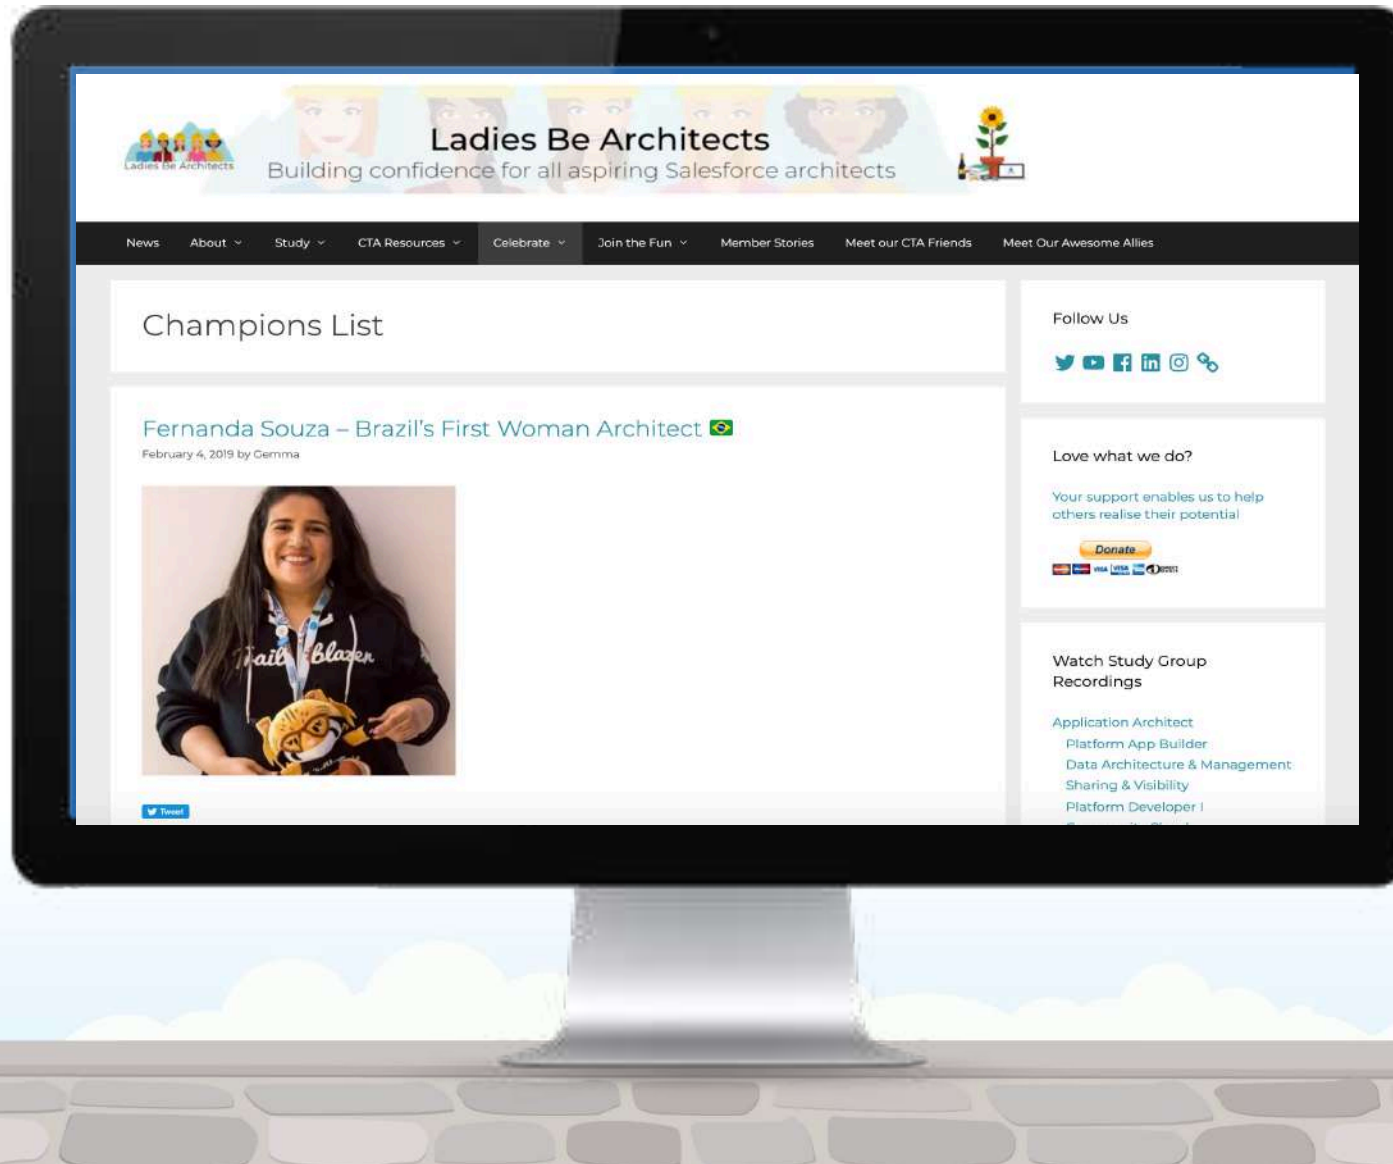 Ladies Be Architects
Ladies Be Architects
Building confidence for all aspiring Salesforce architects
News About Study CTA Resources Celebrate Join the Fun Member Stories Meet our CTA Friends Meet Our Awesome Allies
Champions List
Fernanda Souza – Brazil's First Woman Architect
February 4, 2019 by Gemma
Trailblazer
Tweet
Follow Us
Love what we do?
Your support enables us to help
others realise their potential
Donate
VISA VISA
Watch Study Group
Recordings
Application Architect
Platform App Builder
Data Architecture & Management
Sharing & Visibility
Platform Developer I